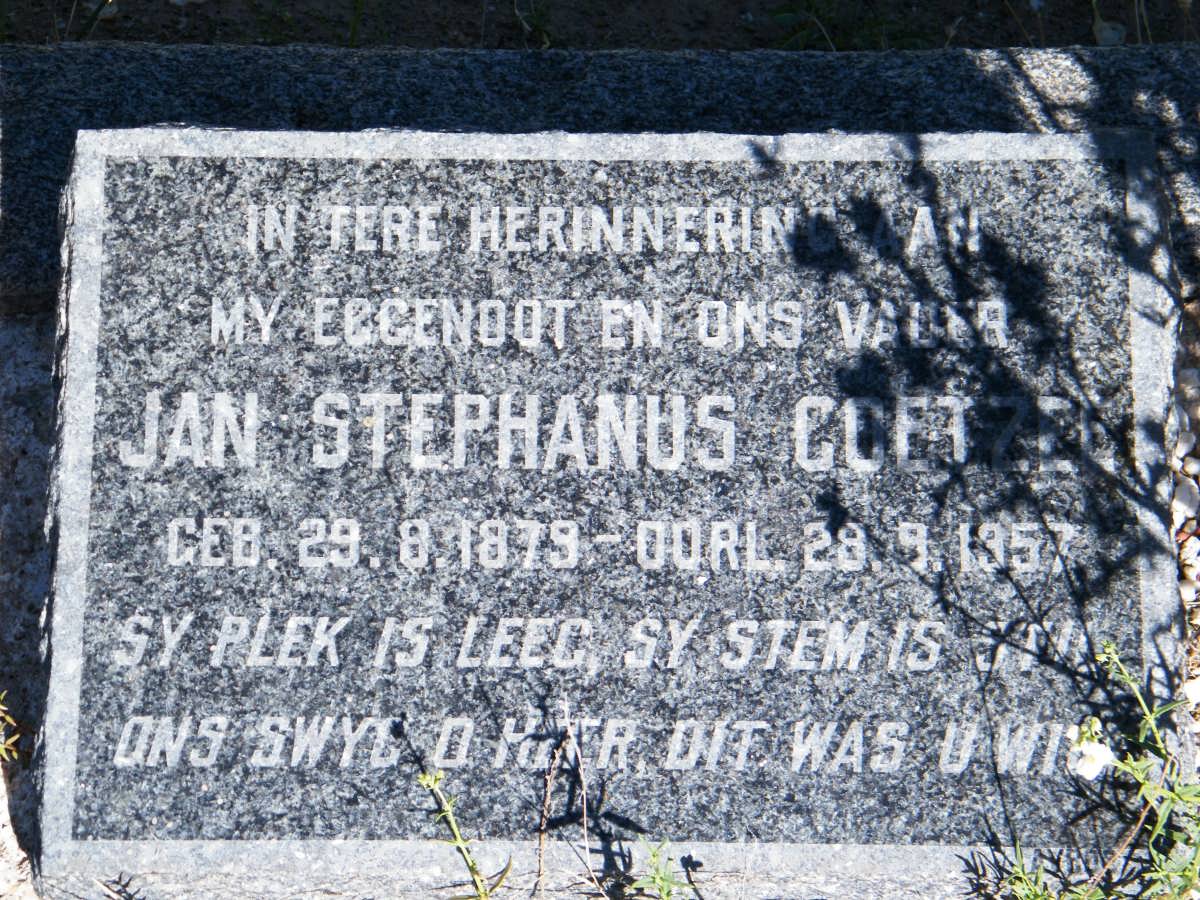 IN TERE HERINNERING AAN
MY EGGENOOT EN ONS VADER
JAN STEPHANUS GOETZEE
GEB. 29.8.1879 - OORL. 28.9.1957
SY PLEK IS LEEG, SY STEM IS STIL
ONS SWYG O HEER, DIT WAS U WIL